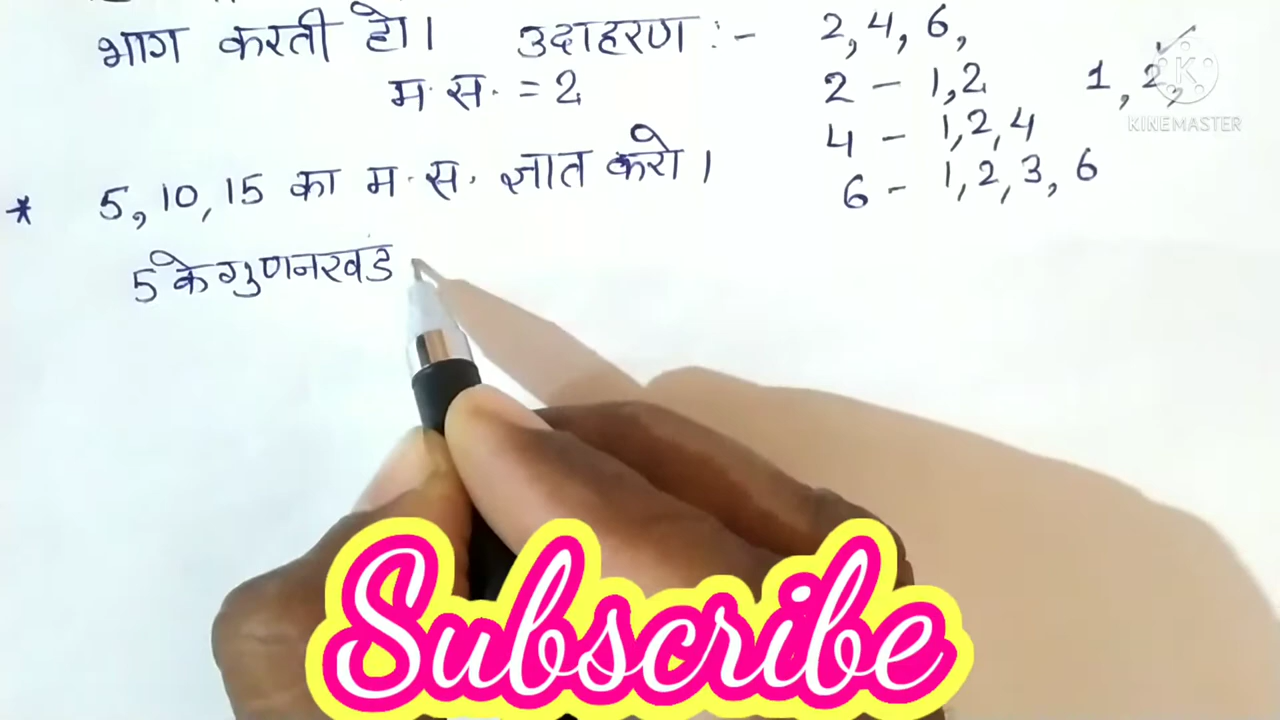 भाग करती हो। उदाहरण :- 2, 4, 6,
म. स. = 2
2 - 1, 2
1, 2,
4 - 1, 2, 4
6 - 1, 2, 3, 6
* 5, 10, 15 का म. स. ज्ञात करो।
5 के गुणनखंड
KINEMASTER
Subscribe